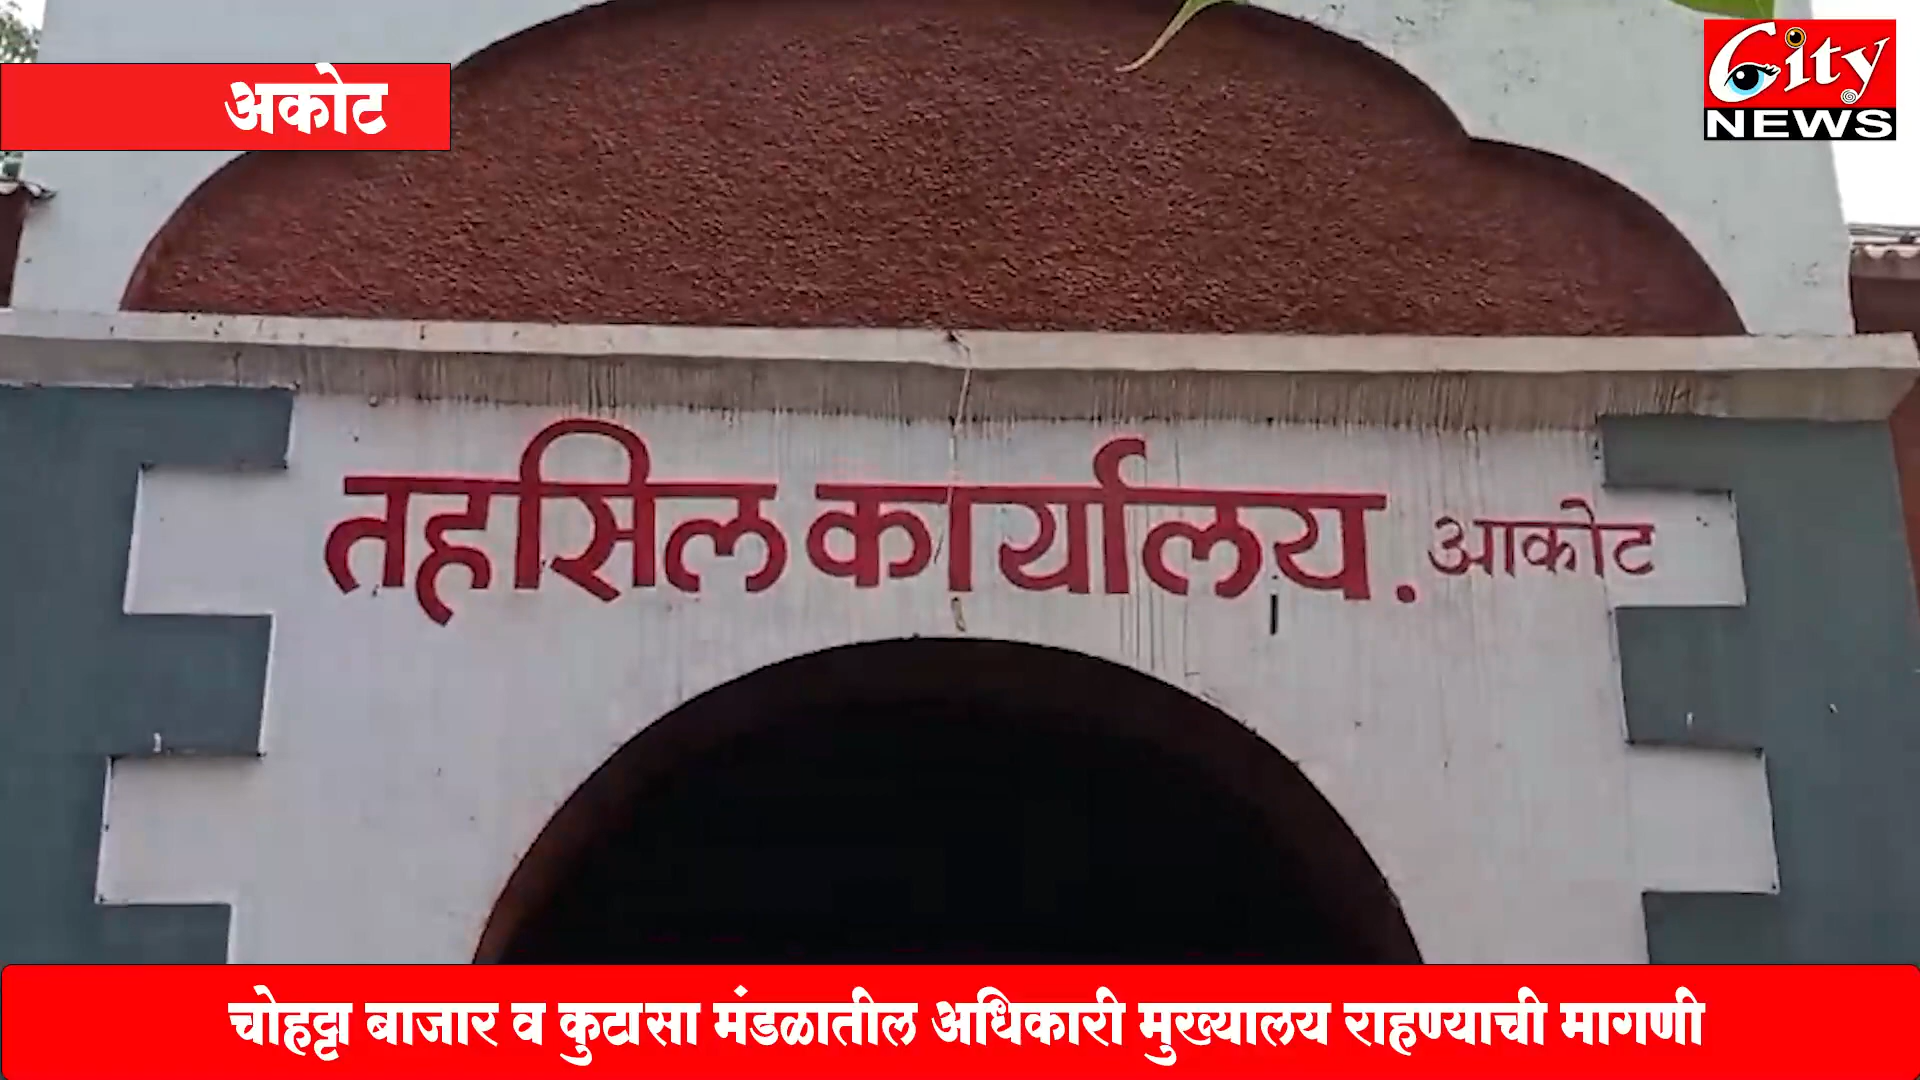 अकोट
City
NEWS
तहसिल कार्यालय. आकोट
चोहट्टा बाजार व कुटासा मंडळातील अधिकारी मुख्यालय राहण्याची मागणी